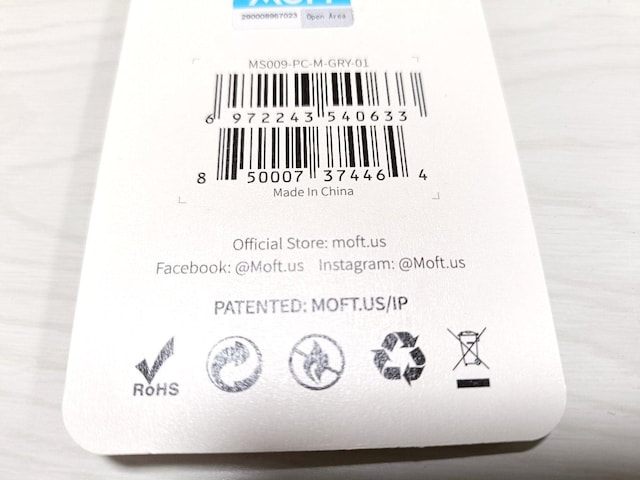 MOFT
290008967023 Open Area
MS009-PC-M-GRY-01
6 972243 540633
8 50007 37446 4
Made In China
Official Store: moft.us
Facebook: @Moft.us Instagram: @Moft.us
PATENTED: MOFT.US/IP
RoHS